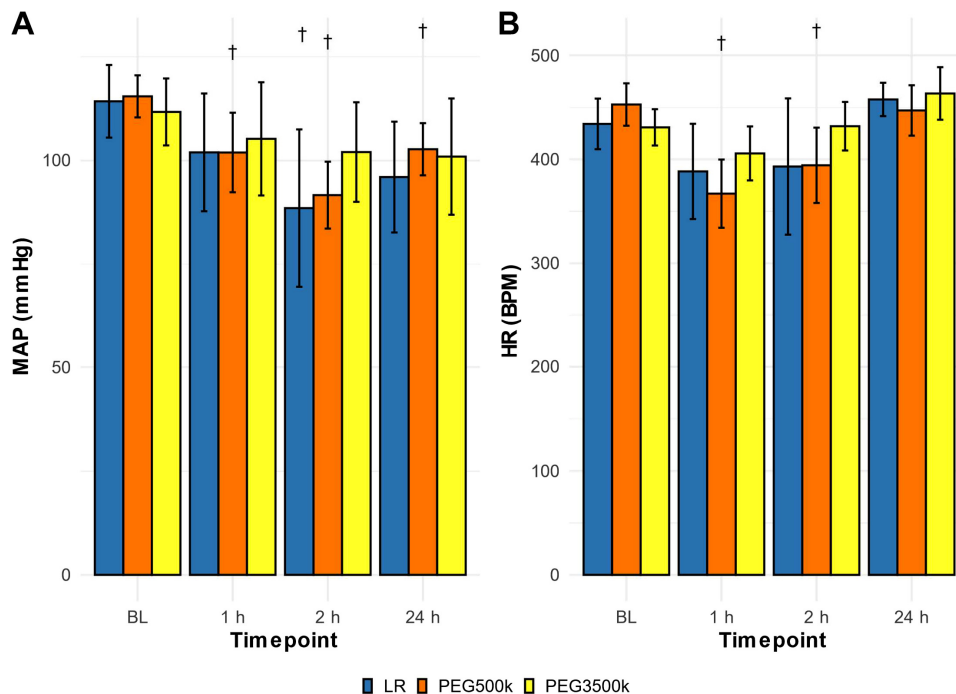 A
†
†
†
†
MAP (mmHg)
100
50
0
BL
1 h
2 h
24 h
Timepoint
B
†
†
HR (BPM)
500
400
300
200
100
0
BL
1 h
2 h
24 h
Timepoint
LR PEG500k PEG3500k